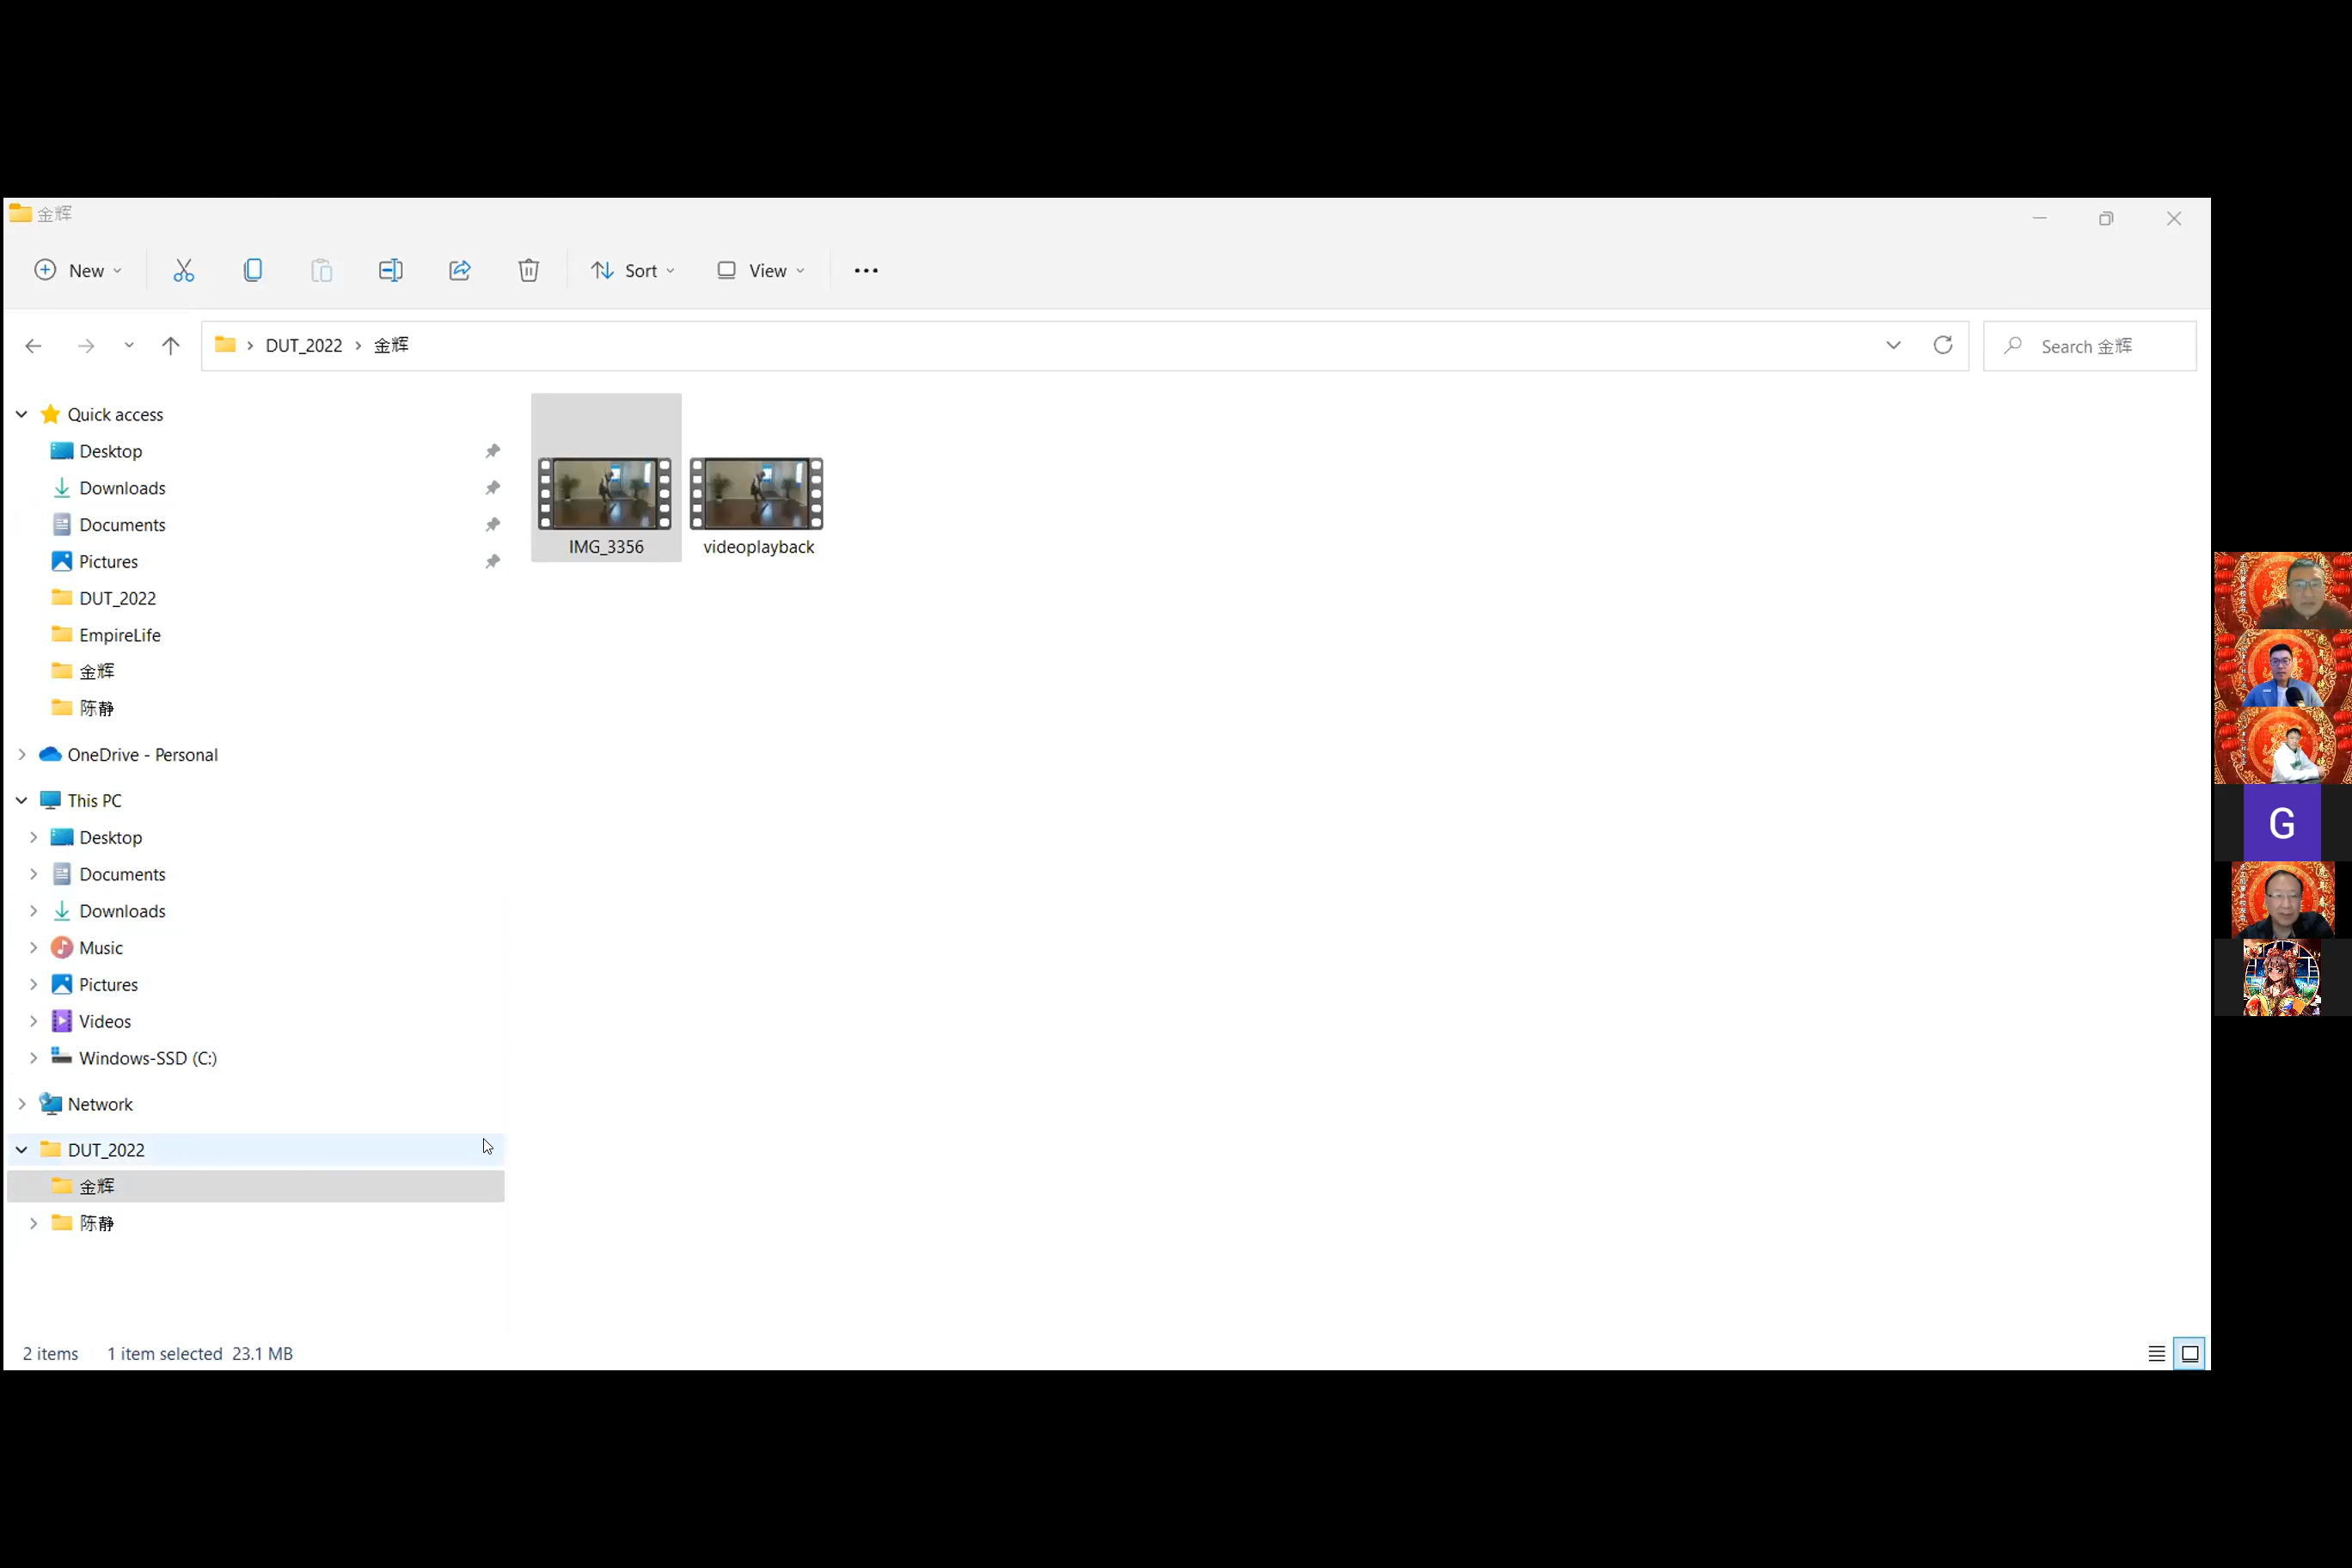 金辉
New
Sort
View
DUT_2022
金辉
Search 金辉
Quick access
Desktop
Downloads
Documents
Pictures
DUT_2022
EmpireLife
金辉
陈静
OneDrive - Personal
This PC
Desktop
Documents
Downloads
Music
Pictures
Videos
Windows-SSD (C:)
Network
DUT_2022
金辉
陈静
IMG_3356
videoplayback
2 items
1 item selected 23.1 MB
G